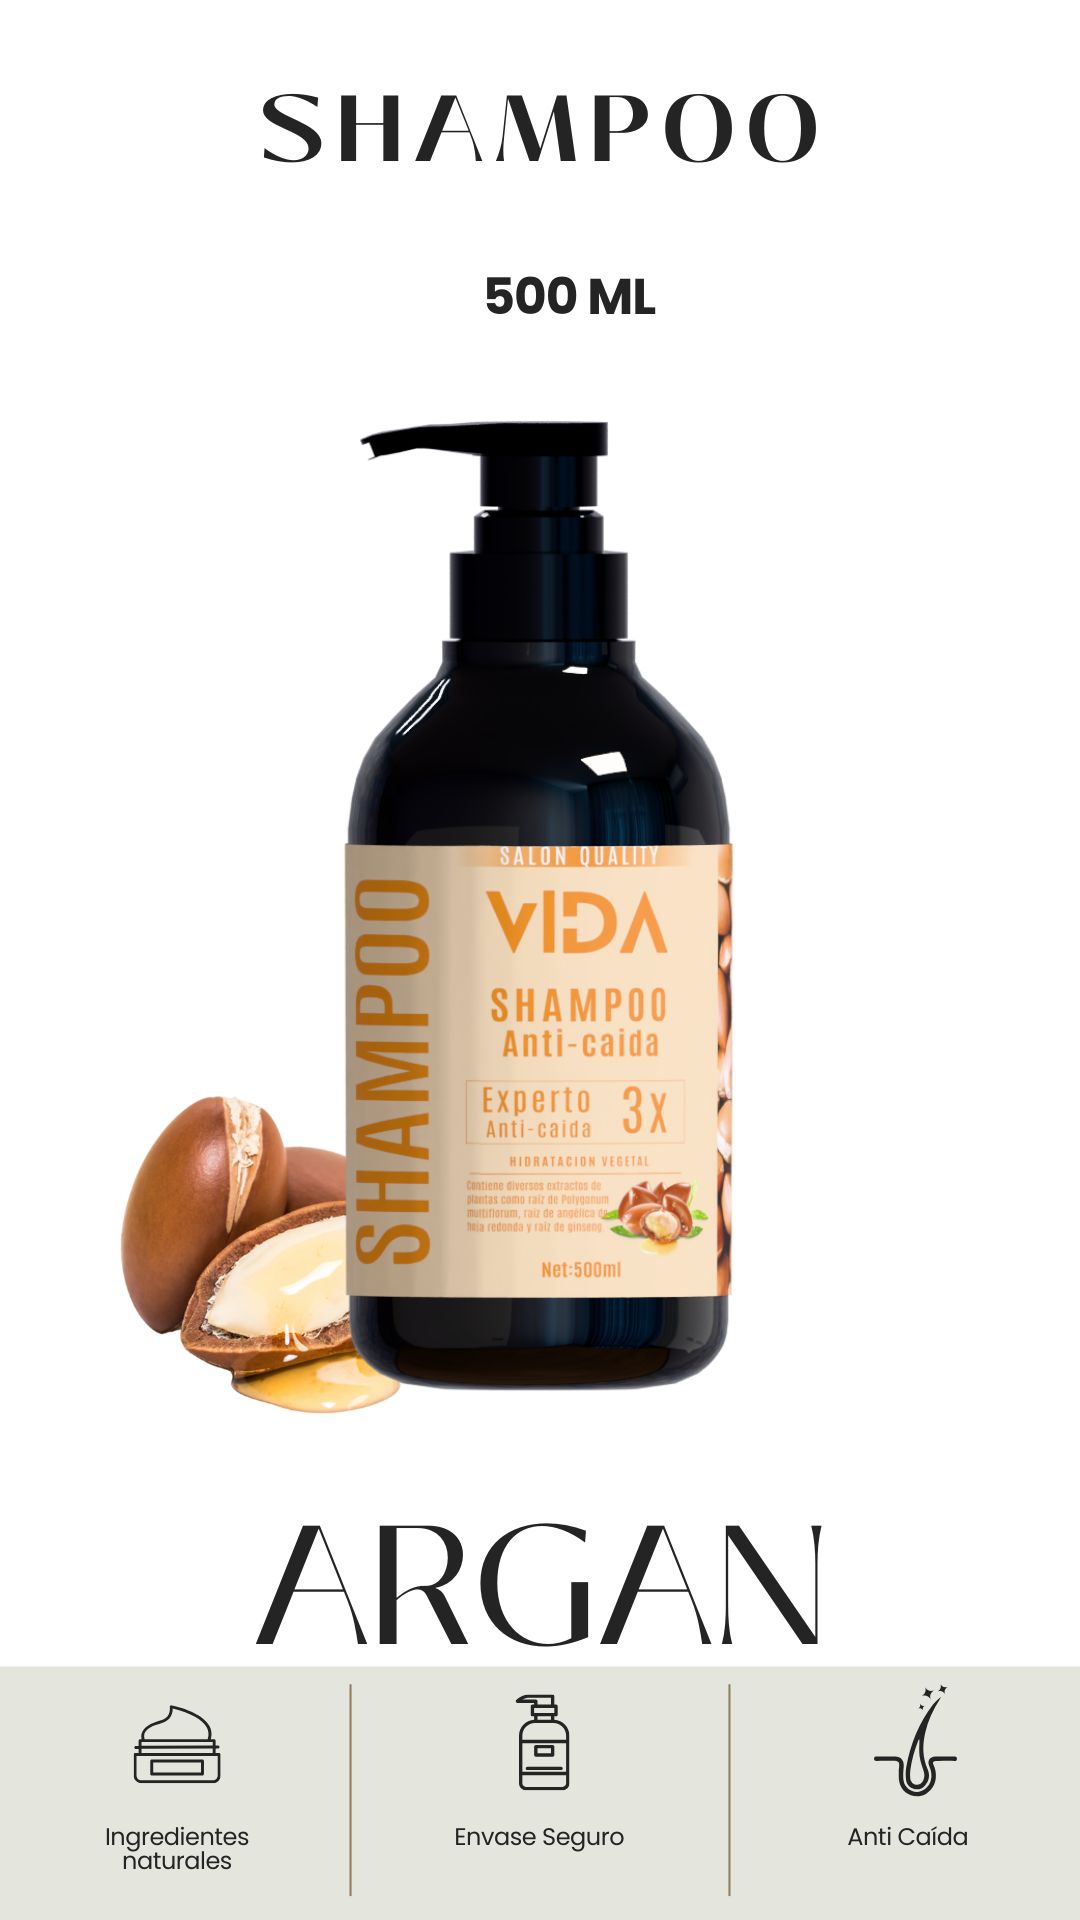 SHAMPOO
500 ML
SALON QUALITY
SHAMPOO
VIDA
SHAMPOO
Anti-caida
Experto
Anti-caida
3X
HIDRATACION VEGETAL
Contiene diversos extractos de
plantas como raíz de Polygonum
multiflorum, raiz de angélica de
hoja redonda y raíz de ginseng
Net:500ml
ARGAN
Ingredientes
naturales
Envase Seguro
Anti Caída